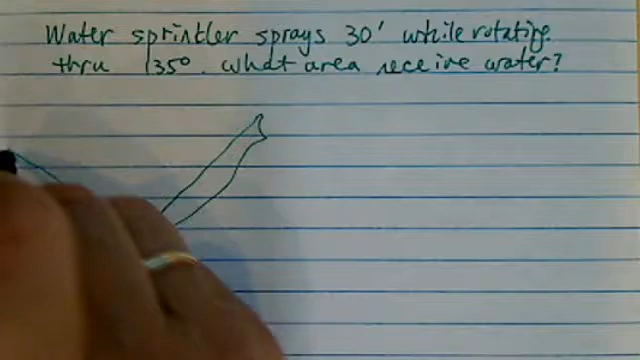 Water sprinkler sprays 30' while rotating
thru 135°. What area receive water?